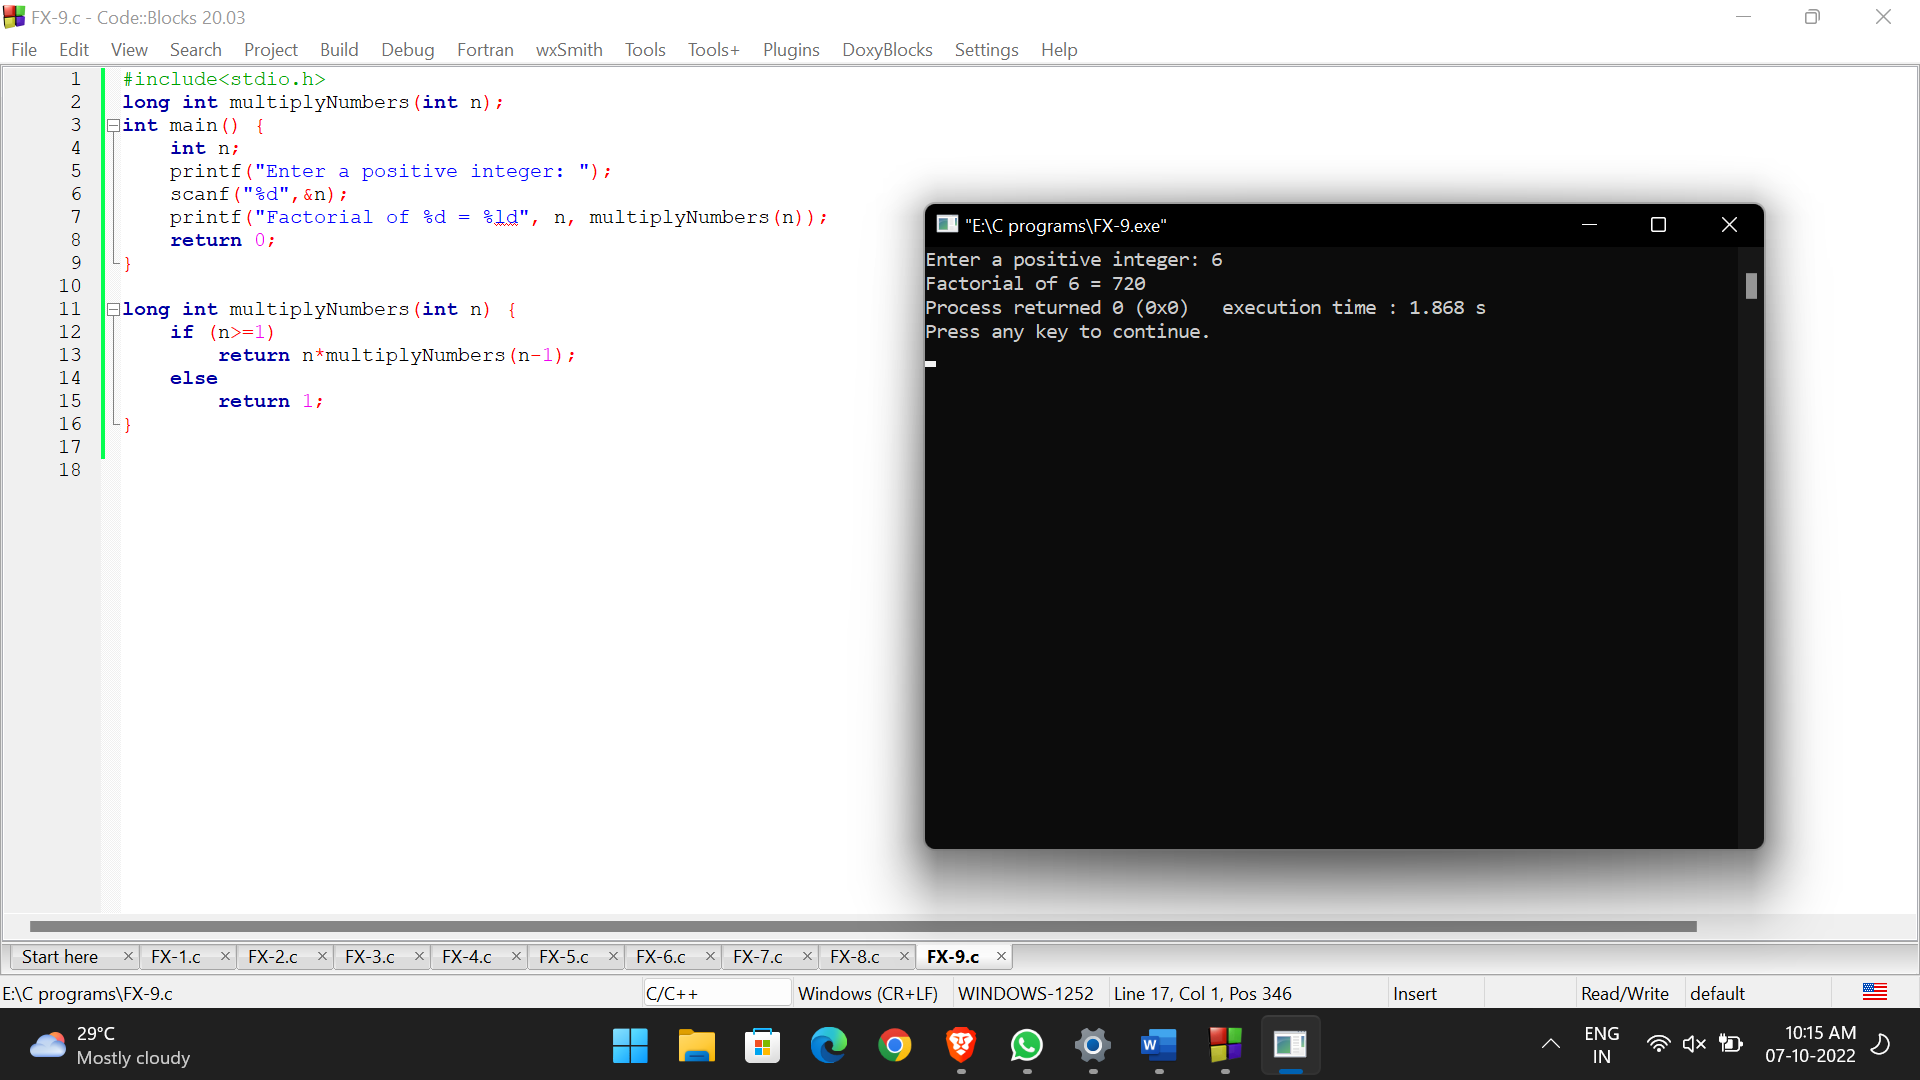 FX-9.c - Code::Blocks 20.03
File Edit View Search Project Build Debug Fortran wxSmith Tools Tools+ Plugins DoxyBlocks Settings Help
1 #include<stdio.h>
2 long int multiplyNumbers(int n);
3 int main() {
4     int n;
5     printf("Enter a positive integer: ");
6     scanf("%d",&n);
7     printf("Factorial of %d = %ld", n, multiplyNumbers(n));
8     return 0;
9 }
10
11 long int multiplyNumbers(int n) {
12     if (n>=1)
13         return n*multiplyNumbers(n-1);
14     else
15         return 1;
16 }
17
18
"E:\C programs\FX-9.exe"
Enter a positive integer: 6
Factorial of 6 = 720
Process returned 0 (0x0)   execution time : 1.868 s
Press any key to continue.
Start here FX-1.c FX-2.c FX-3.c FX-4.c FX-5.c FX-6.c FX-7.c FX-8.c FX-9.c
E:\C programs\FX-9.c C/C++ Windows (CR+LF) WINDOWS-1252 Line 17, Col 1, Pos 346 Insert Read/Write default
29°C
Mostly cloudy
W
ENG
IN
10:15 AM
07-10-2022